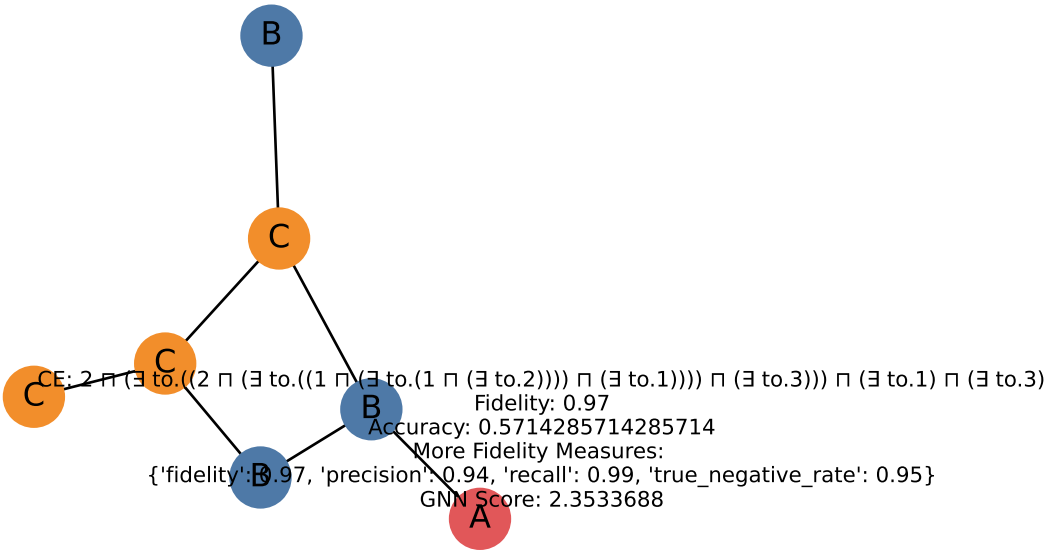 B
C
C
C
B
B
A
CE: 2 ⊓ (∃ to.((2 ⊓ (∃ to.((1 ⊓ (∃ to.(1 ⊓ (∃ to.2)))) ⊓ (∃ to.1)))) ⊓ (∃ to.3))) ⊓ (∃ to.1) ⊓ (∃ to.3)
Fidelity: 0.97
Accuracy: 0.5714285714285714
More Fidelity Measures:
{'fidelity': 0.97, 'precision': 0.94, 'recall': 0.99, 'true_negative_rate': 0.95}
GNN Score: 2.3533688